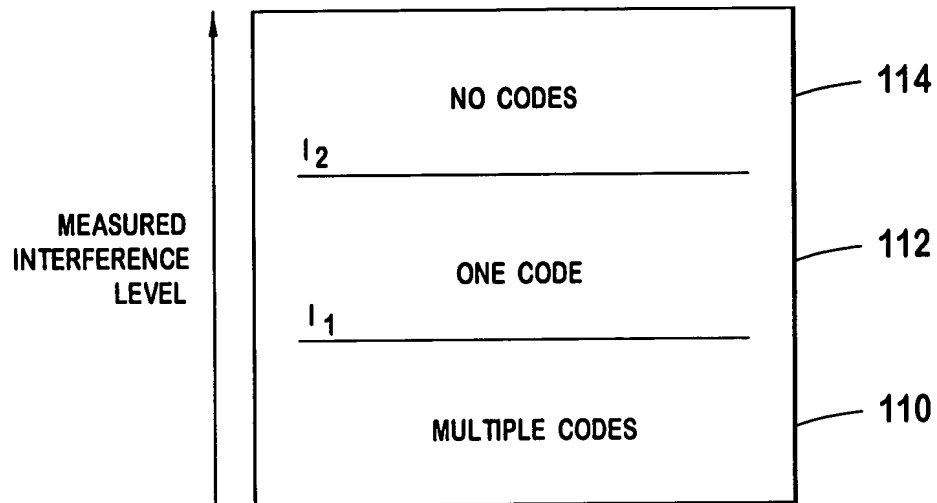 NO CODES
114
I2
MEASURED
INTERFERENCE
LEVEL
ONE CODE
112
I1
MULTIPLE CODES
110